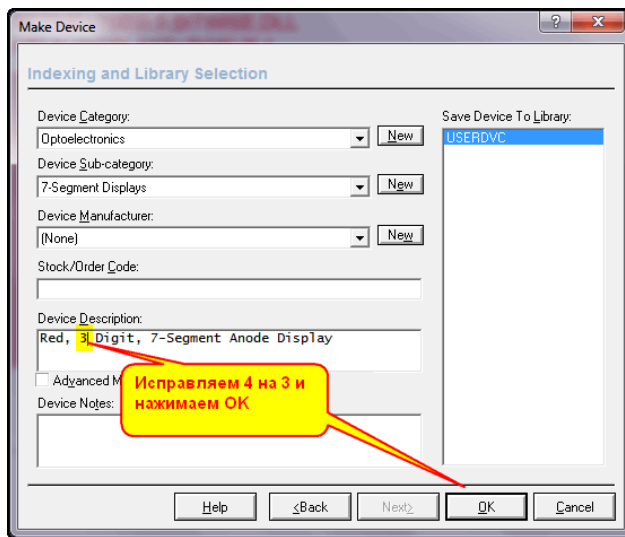 Make Device
Indexing and Library Selection
Device Category:
Optoelectronics
New
Device Sub-category:
7-Segment Displays
New
Device Manufacturer:
(None)
New
Stock/Order Code:
Device Description:
Red, 3 Digit, 7-Segment Anode Display
Advanced M
Device Notes:
Исправляем 4 на 3 и
нажимаем OK
Save Device To Library:
USERDVC
Help
<Back
Next>
OK
Cancel